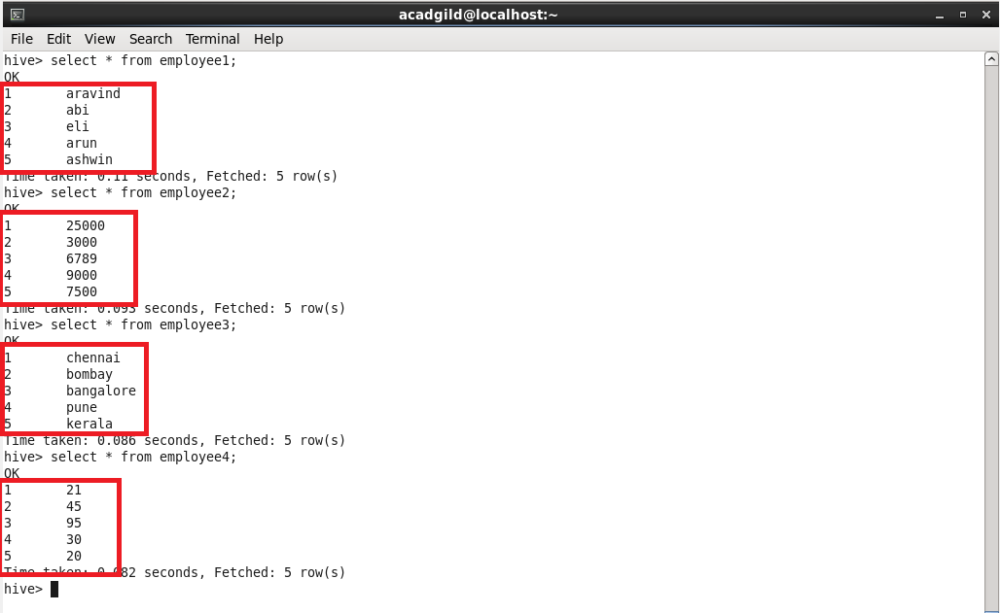 acadgild@localhost:~
File Edit View Search Terminal Help
hive> select * from employee1;
OK
1 aravind
2 abi
3 eli
4 arun
5 ashwin
Time taken: 0.11 seconds, Fetched: 5 row(s)
hive> select * from employee2;
OK
1 25000
2 3000
3 6789
4 9000
5 7500
Time taken: 0.093 seconds, Fetched: 5 row(s)
hive> select * from employee3;
OK
1 chennai
2 bombay
3 bangalore
4 pune
5 kerala
Time taken: 0.086 seconds, Fetched: 5 row(s)
hive> select * from employee4;
OK
1 21
2 45
3 95
4 30
5 20
Time taken: 0.082 seconds, Fetched: 5 row(s)
hive>